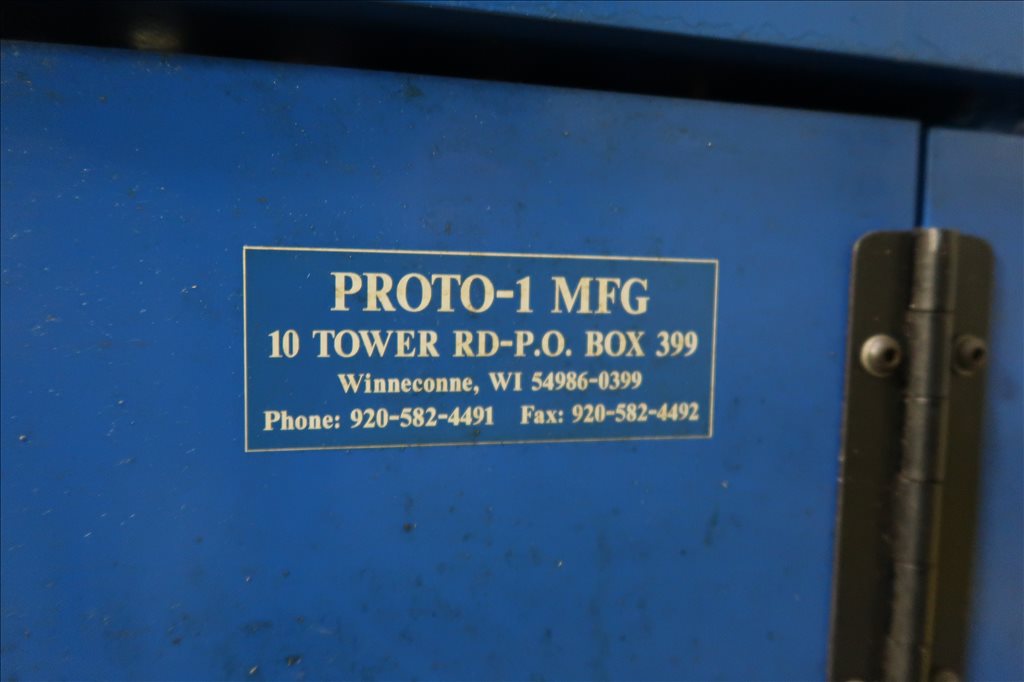 PROTO-1 MFG
10 TOWER RD-P.O. BOX 399
Winneconne, WI 54986-0399
Phone: 920-582-4491 Fax: 920-582-4492